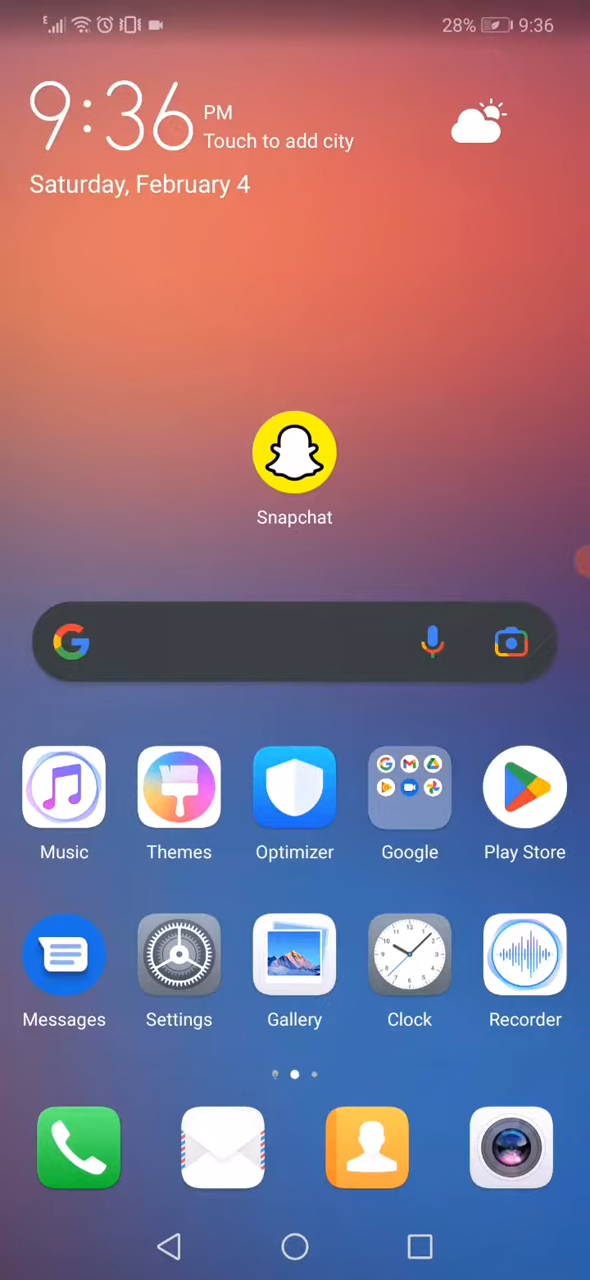 E 28% 9:36
9:36 PM
Touch to add city
Saturday, February 4
Snapchat
Music Themes Optimizer Google Play Store
Messages Settings Gallery Clock Recorder